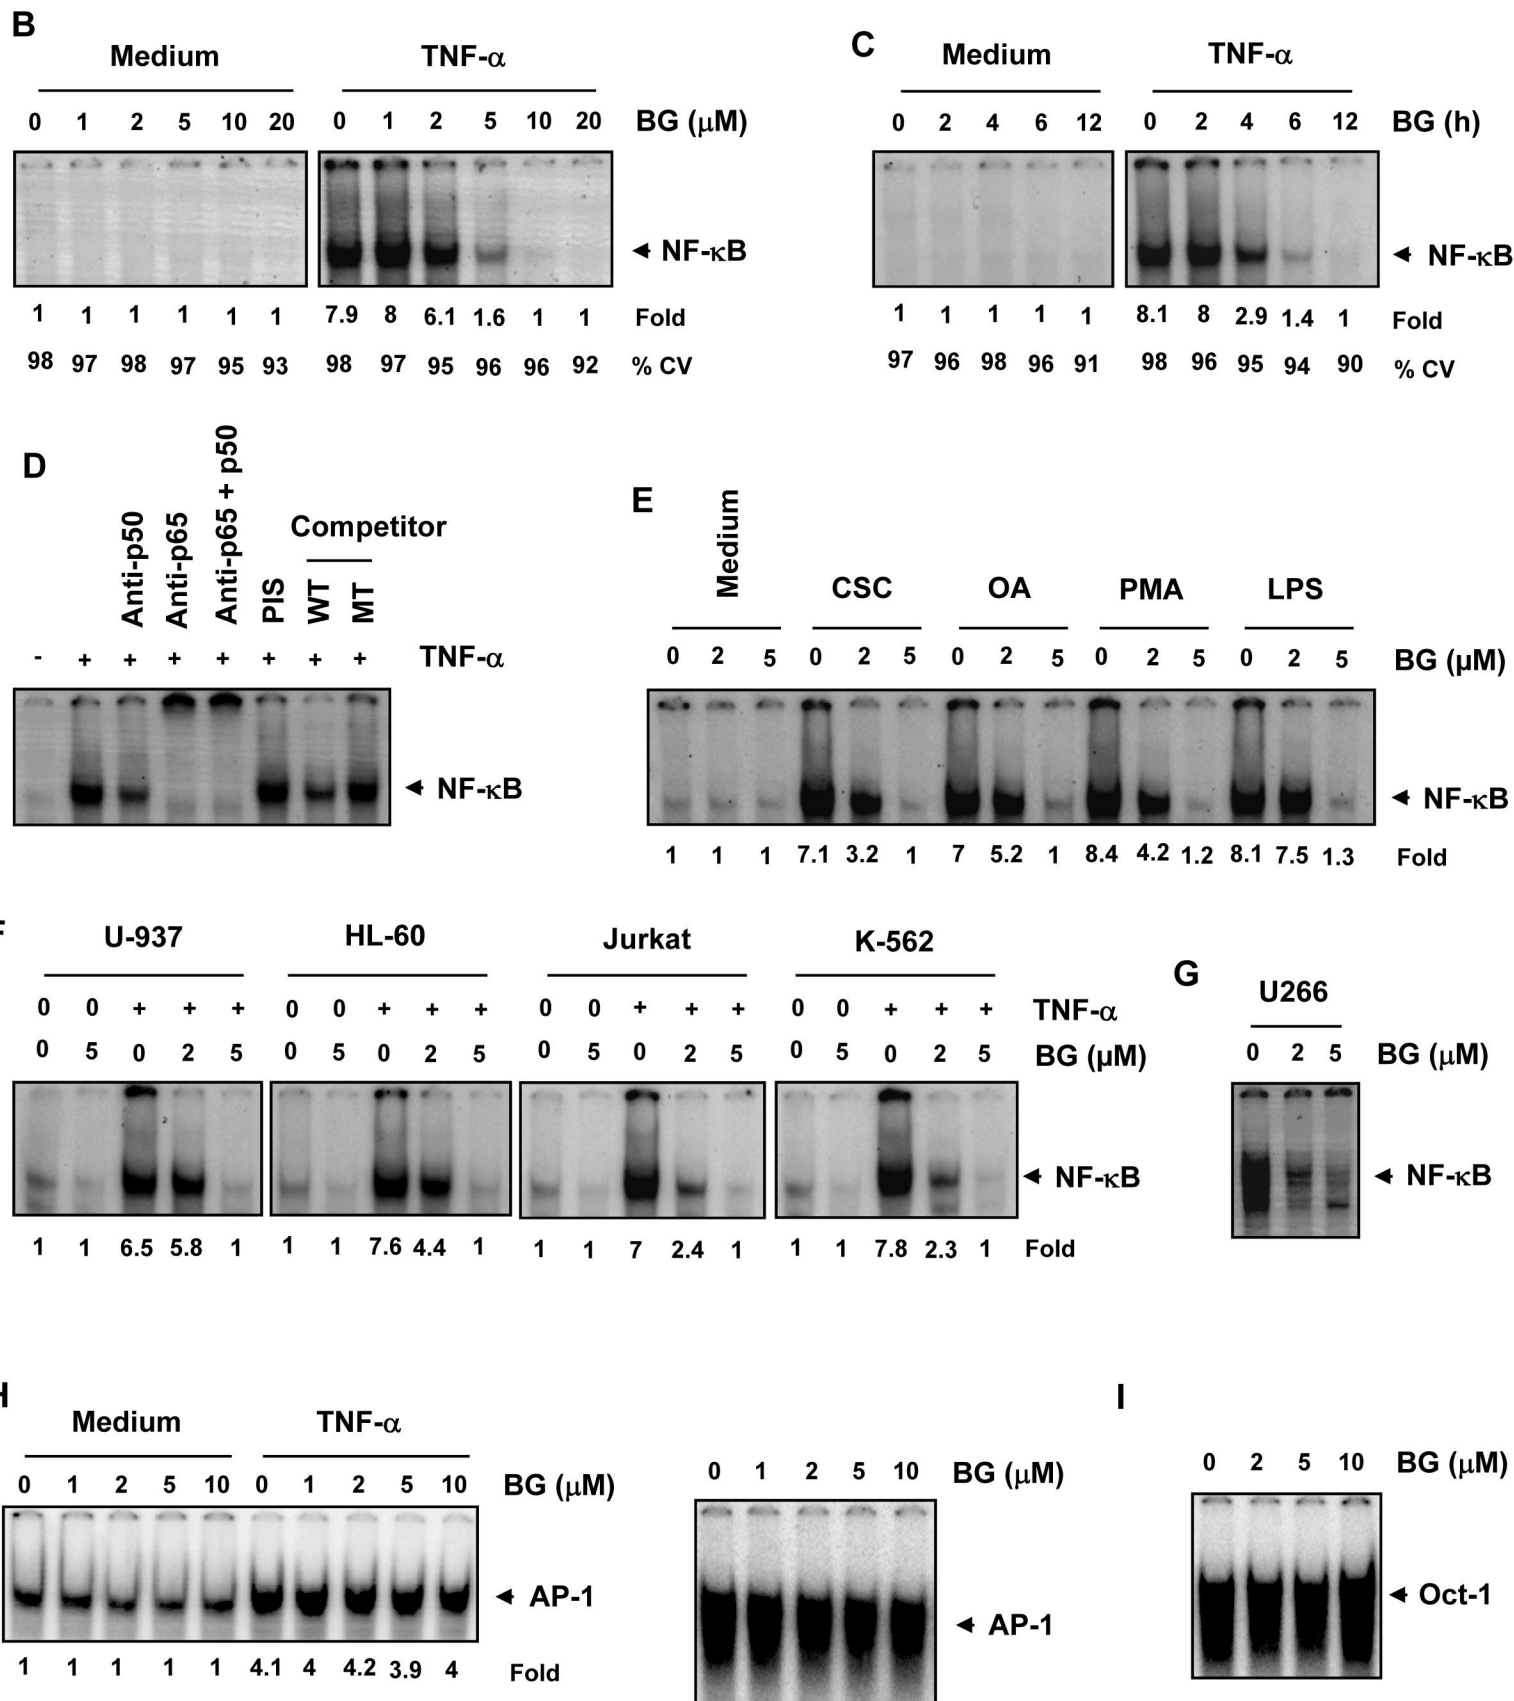 B
Medium TNF-α
0 1 2 5 10 20 0 1 2 5 10 20 BG (μM)
NF-κB
1 1 1 1 1 1 7.9 8 6.1 1.6 1 1 Fold
98 97 98 97 95 93 98 97 95 96 96 92 % CV
C
Medium TNF-α
0 2 4 6 12 0 2 4 6 12 BG (h)
NF-κB
1 1 1 1 1 8.1 8 2.9 1.4 1 Fold
97 96 98 96 91 98 96 95 94 90 % CV
D
Anti-p50 Anti-p65 Anti-p65 + p50 PIS WT MT
Competitor
- + + + + + + + TNF-α
NF-κB
E
Medium CSC OA PMA LPS
0 2 5 0 2 5 0 2 5 0 2 5 0 2 5 BG (μM)
NF-κB
1 1 1 7.1 3.2 1 7 5.2 1 8.4 4.2 1.2 8.1 7.5 1.3 Fold
U-937 HL-60 Jurkat K-562
0 0 + + + 0 0 + + + 0 0 + + + 0 0 + + + TNF-α
0 5 0 2 5 0 5 0 2 5 0 5 0 2 5 0 5 0 2 5 BG (μM)
NF-κB
1 1 6.5 5.8 1 1 1 7.6 4.4 1 1 1 7 2.4 1 1 1 7.8 2.3 1 Fold
G
U266
0 2 5 BG (μM)
NF-κB
H
Medium TNF-α
0 1 2 5 10 0 1 2 5 10 BG (μM)
AP-1
1 1 1 1 1 4.1 4 4.2 3.9 4 Fold
0 1 2 5 10 BG (μM)
AP-1
I
0 2 5 10 BG (μM)
Oct-1